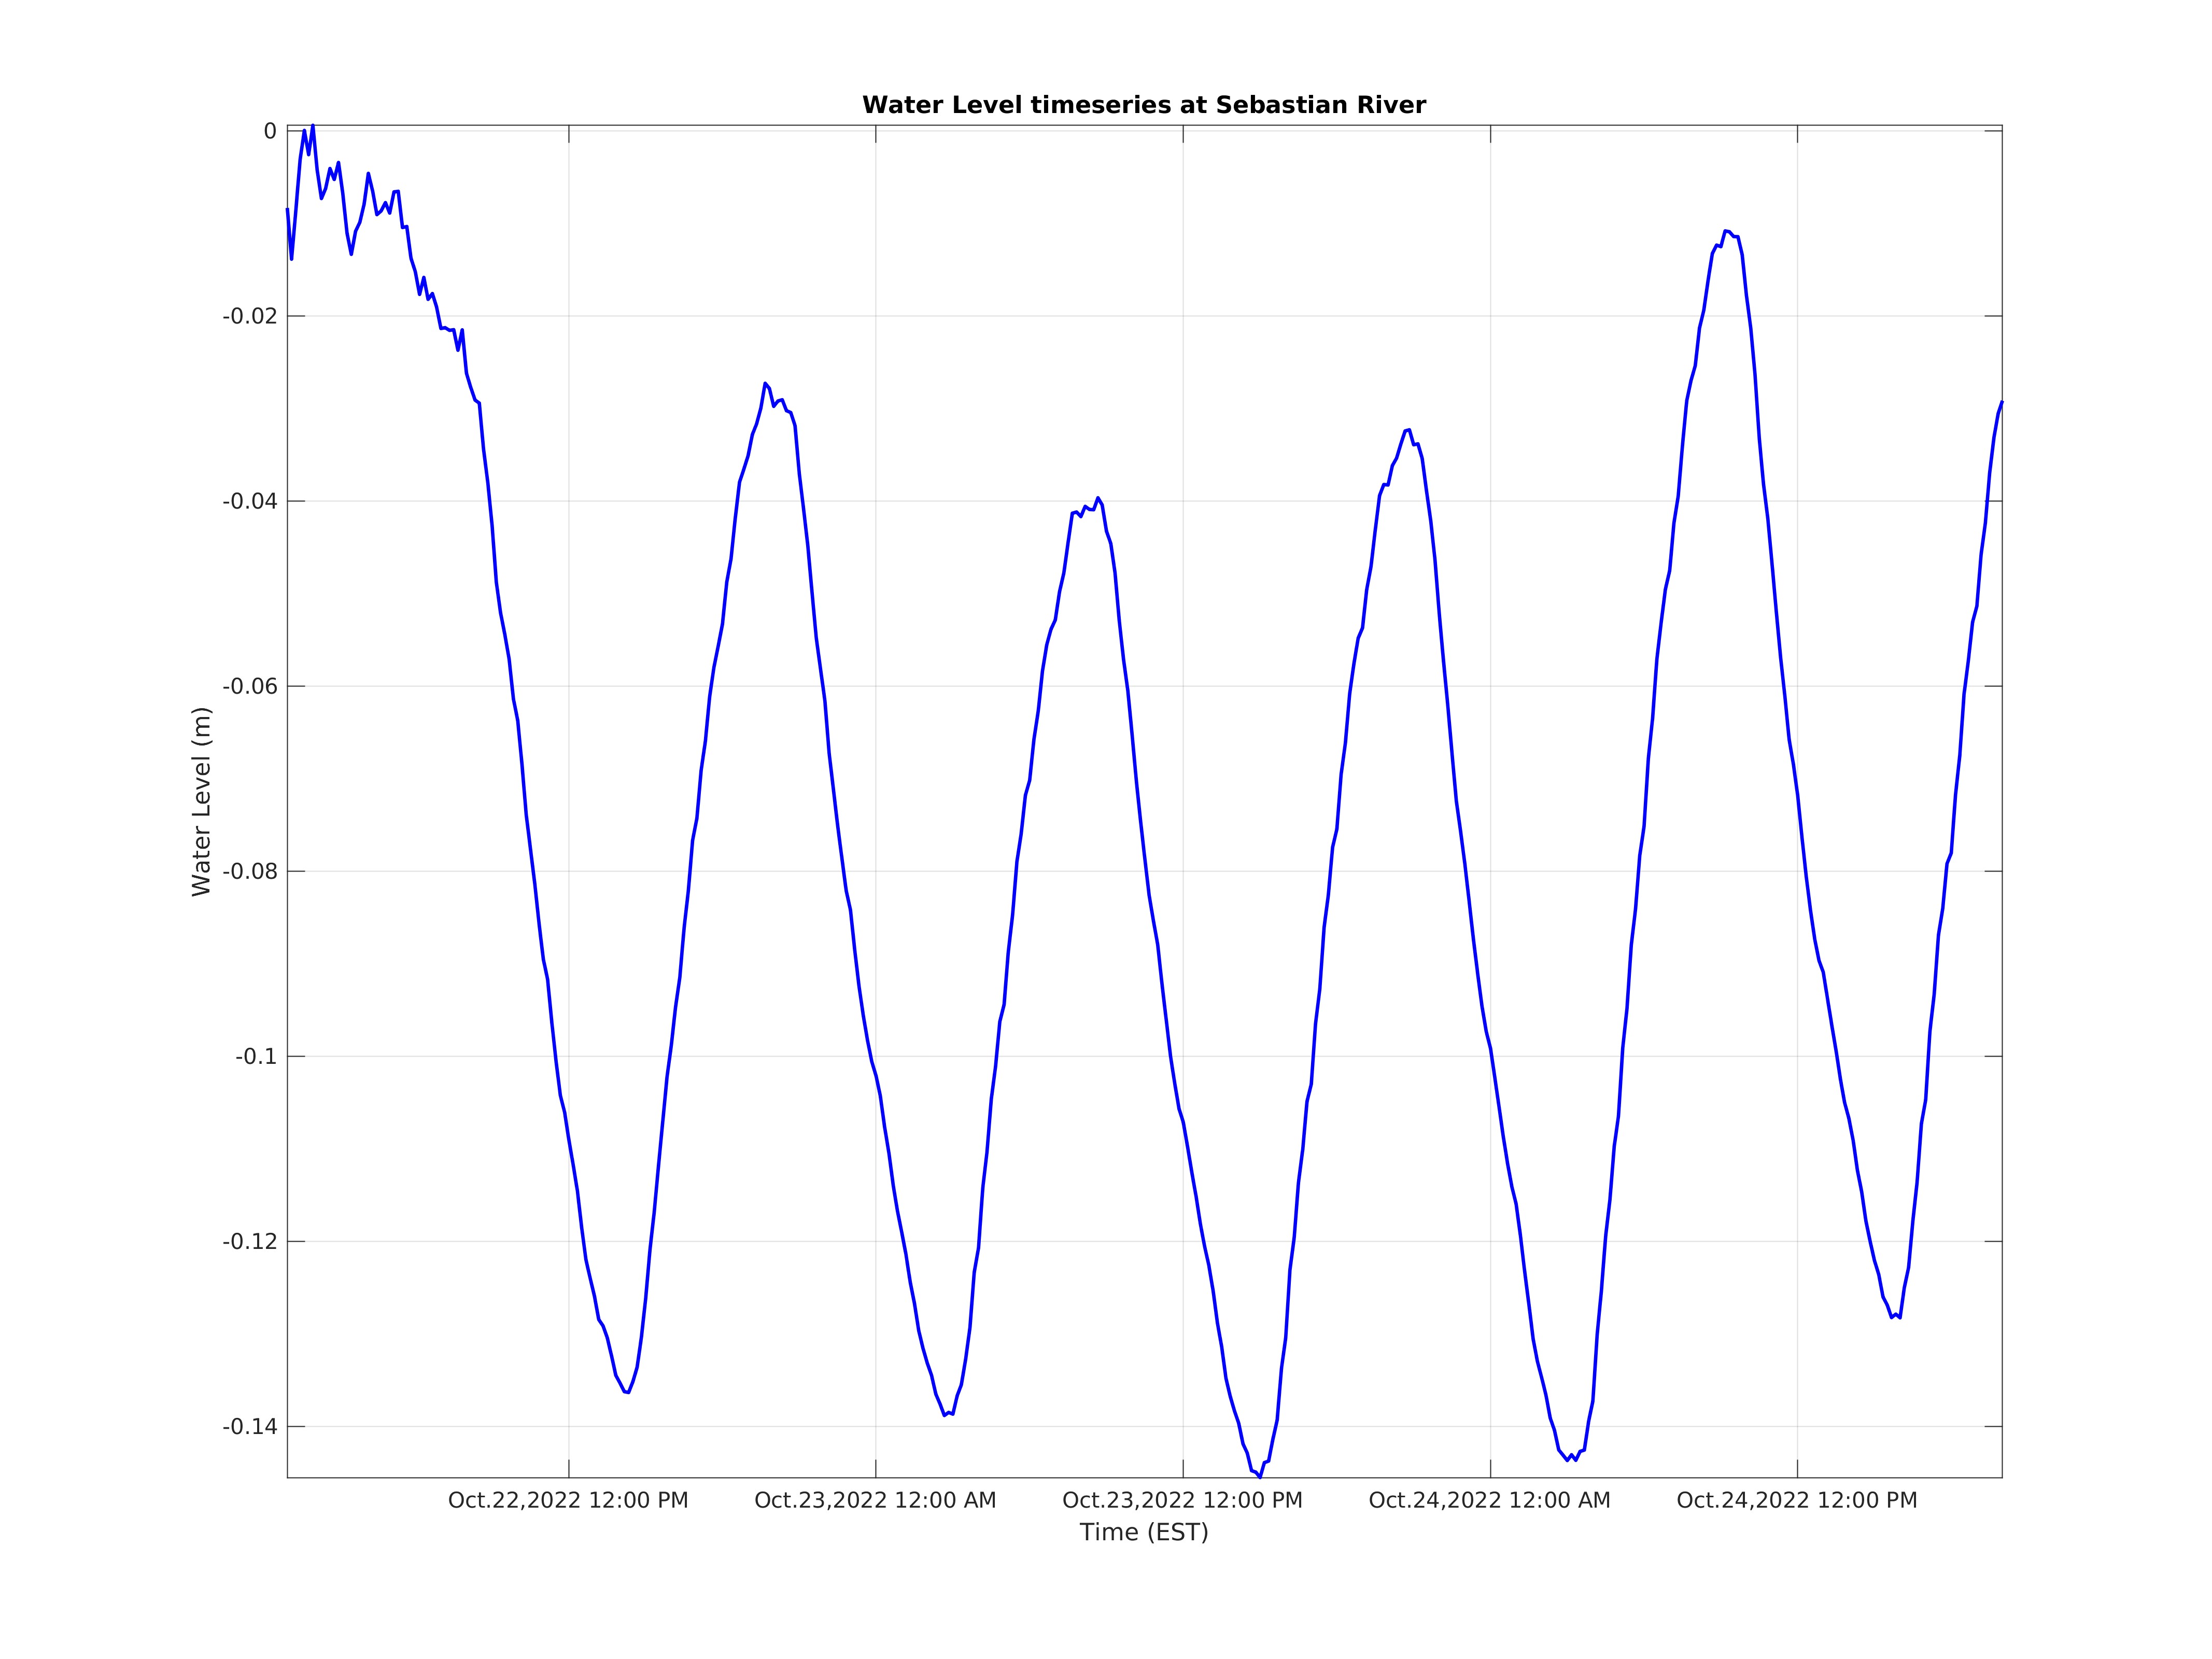 Water Level timeseries at Sebastian River
0
-0.02
-0.04
-0.06
-0.08
-0.1
-0.12
-0.14
Water Level (m)
Oct.22,2022 12:00 PM
Oct.23,2022 12:00 AM
Oct.23,2022 12:00 PM
Oct.24,2022 12:00 AM
Oct.24,2022 12:00 PM
Time (EST)